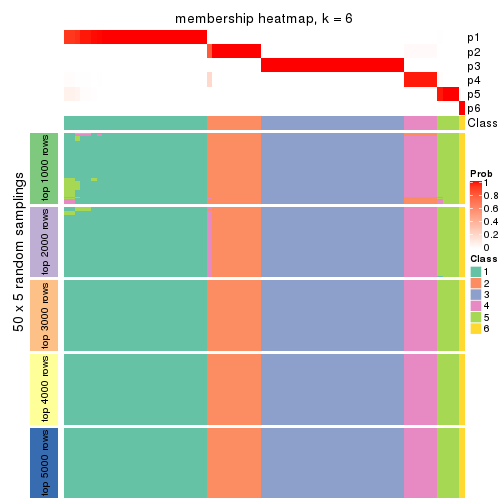 membership heatmap, k = 6
p1
p2
p3
p4
p5
p6
Class
50 x 5 random samplings
top 1000 rows
top 2000 rows
top 3000 rows
top 4000 rows
top 5000 rows
Prob
1
0.8
0.6
0.4
0.2
0
Class
1
2
3
4
5
6